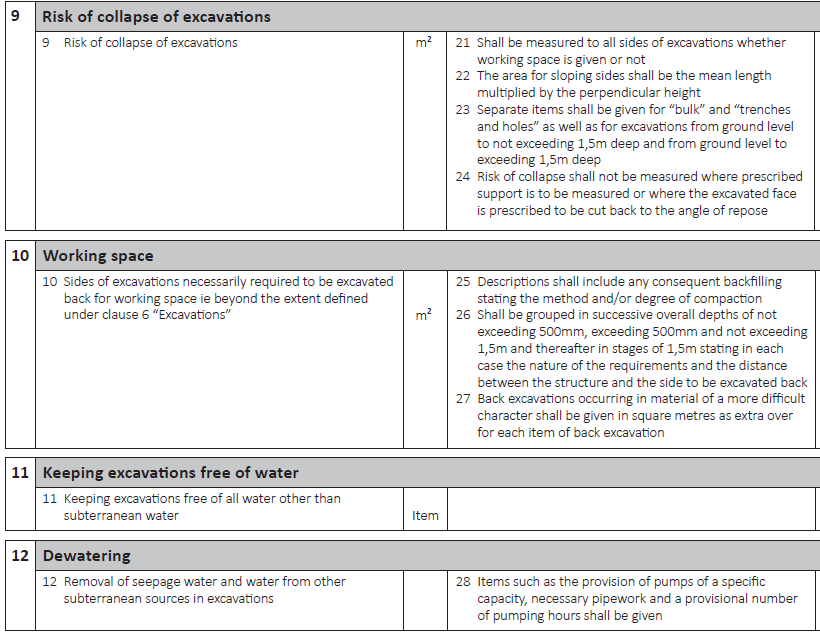 9 Risk of collapse of excavations
9 Risk of collapse of excavations
m²
21 Shall be measured to all sides of excavations whether
working space is given or not
22 The area for sloping sides shall be the mean length
multiplied by the perpendicular height
23 Separate items shall be given for “bulk” and “trenches
and holes” as well as for excavations from ground level
to not exceeding 1,5m deep and from ground level to
exceeding 1,5m deep
24 Risk of collapse shall not be measured where prescribed
support is to be measured or where the excavated face
is prescribed to be cut back to the angle of repose
10 Working space
10 Sides of excavations necessarily required to be excavated
back for working space ie beyond the extent defined
under clause 6 “Excavations”
m²
25 Descriptions shall include any consequent backfilling
stating the method and/or degree of compaction
26 Shall be grouped in successive overall depths of not
exceeding 500mm, exceeding 500mm and not exceeding
1,5m and thereafter in stages of 1,5m stating in each
case the nature of the requirements and the distance
between the structure and the side to be excavated back
27 Back excavations occurring in material of a more difficult
character shall be given in square metres as extra over
for each item of back excavation
11 Keeping excavations free of water
11 Keeping excavations free of all water other than
subterranean water
Item
12 Dewatering
12 Removal of seepage water and water from other
subterranean sources in excavations
28 Items such as the provision of pumps of a specific
capacity, necessary pipework and a provisional number
of pumping hours shall be given